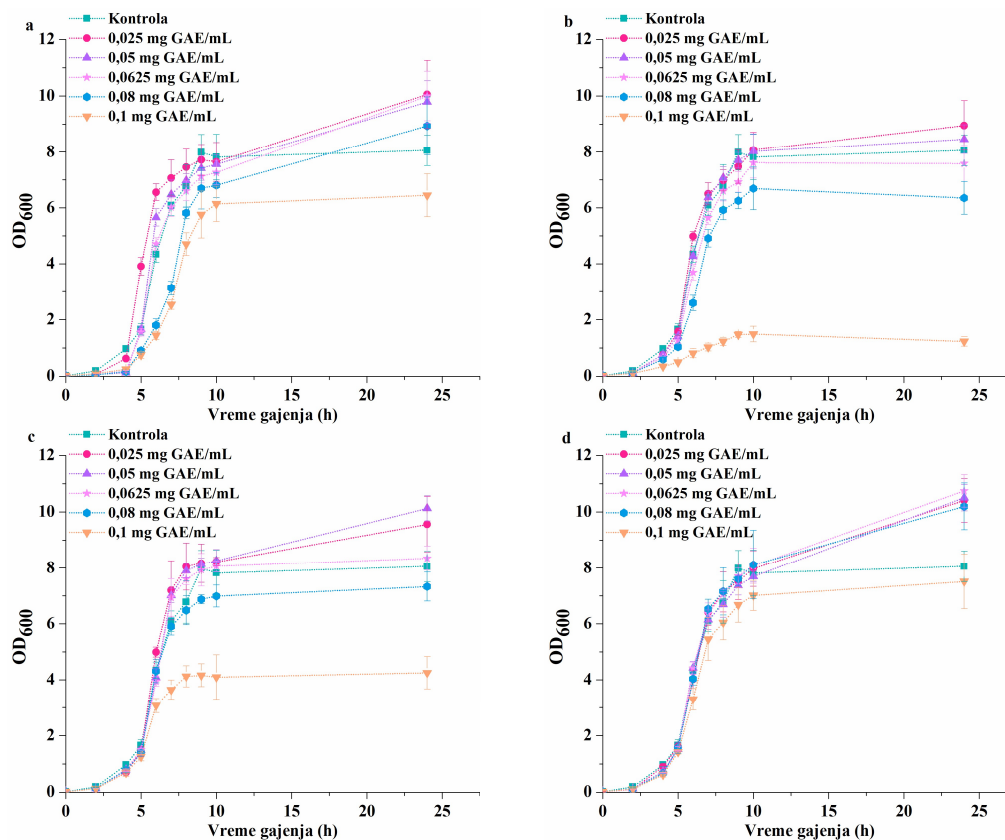 a
Kontrola
0,025 mg GAE/mL
0,05 mg GAE/mL
0,0625 mg GAE/mL
0,08 mg GAE/mL
0,1 mg GAE/mL
12
10
8
6
4
2
0
OD600
0 5 10 15 20 25
Vreme gajenja (h)
b
Kontrola
0,025 mg GAE/mL
0,05 mg GAE/mL
0,0625 mg GAE/mL
0,08 mg GAE/mL
0,1 mg GAE/mL
12
10
8
6
4
2
0
OD600
0 5 10 15 20 25
Vreme gajenja (h)
c
Kontrola
0,025 mg GAE/mL
0,05 mg GAE/mL
0,0625 mg GAE/mL
0,08 mg GAE/mL
0,1 mg GAE/mL
12
10
8
6
4
2
0
OD600
0 5 10 15 20 25
Vreme gajenja (h)
d
Kontrola
0,025 mg GAE/mL
0,05 mg GAE/mL
0,0625 mg GAE/mL
0,08 mg GAE/mL
0,1 mg GAE/mL
12
10
8
6
4
2
0
OD600
0 5 10 15 20 25
Vreme gajenja (h)